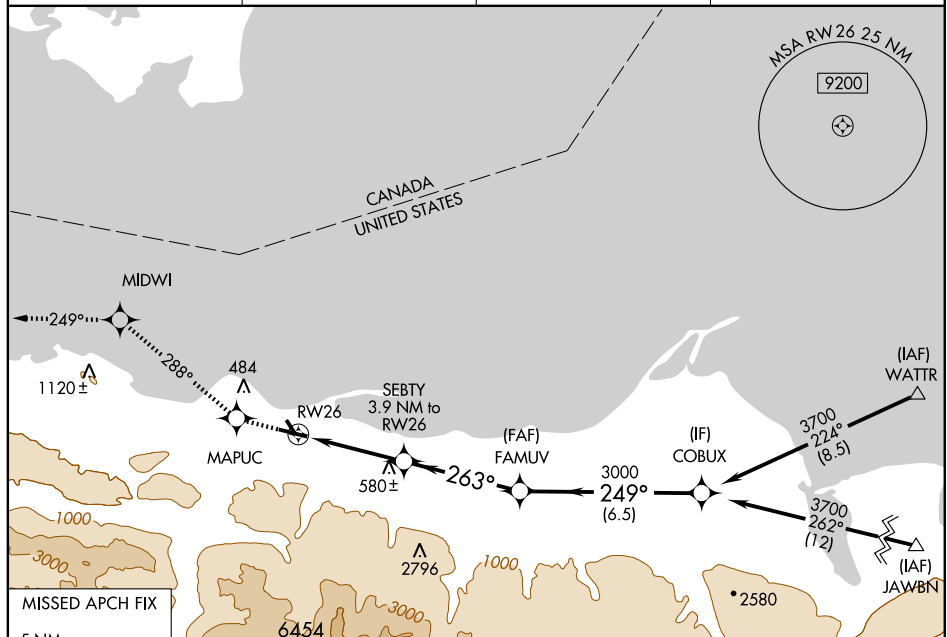 MSA RW26 25 NM
9200
CANADA
UNITED STATES
MIDWI
249°
288°
1120 ±
484
MAPUC
RW26
SEBTY
3.9 NM to
RW26
580 ±
263°
(FAF)
FAMUV
3000
249°
(6.5)
(IF)
COBUX
(IAF)
WATTR
3700
224°
(8.5)
3700
262°
(12)
(IAF)
JAWBN
1000
3000
2796
1000
2580
3000
6454
MISSED APCH FIX
5 NM